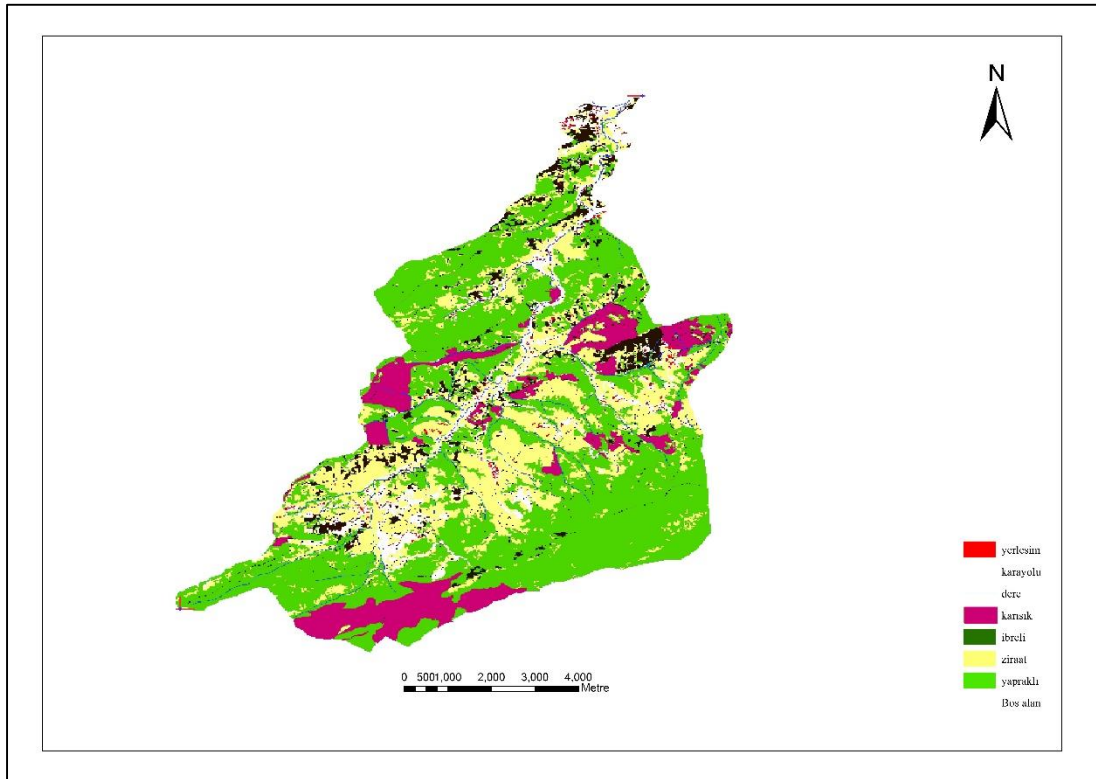 N
yerlesim
karayolu
dere
karısık
ibreli
ziraat
yapraklı
Bos alan
0 5001,000 2,000 3,000 4,000
Metre